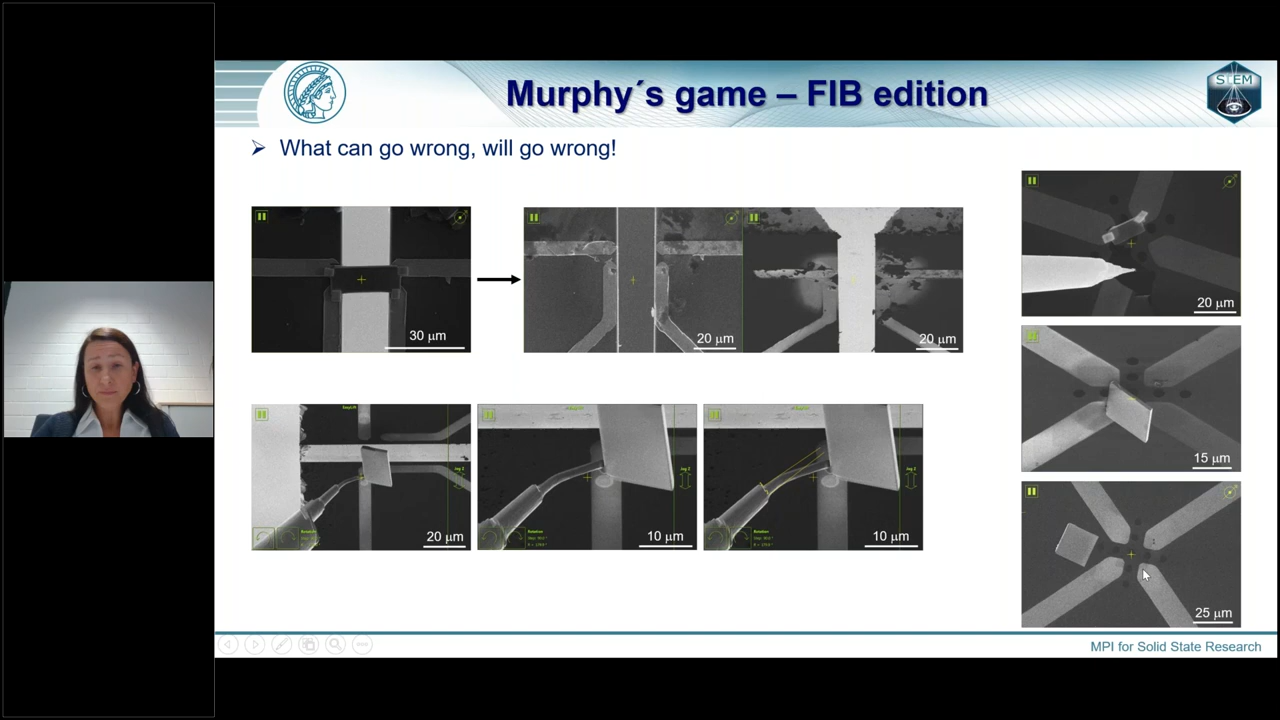 Murphy´s game – FIB edition
STEM
What can go wrong, will go wrong!
30 μm
20 μm
20 μm
20 μm
15 μm
25 μm
20 μm
10 μm
10 μm
MPI for Solid State Research